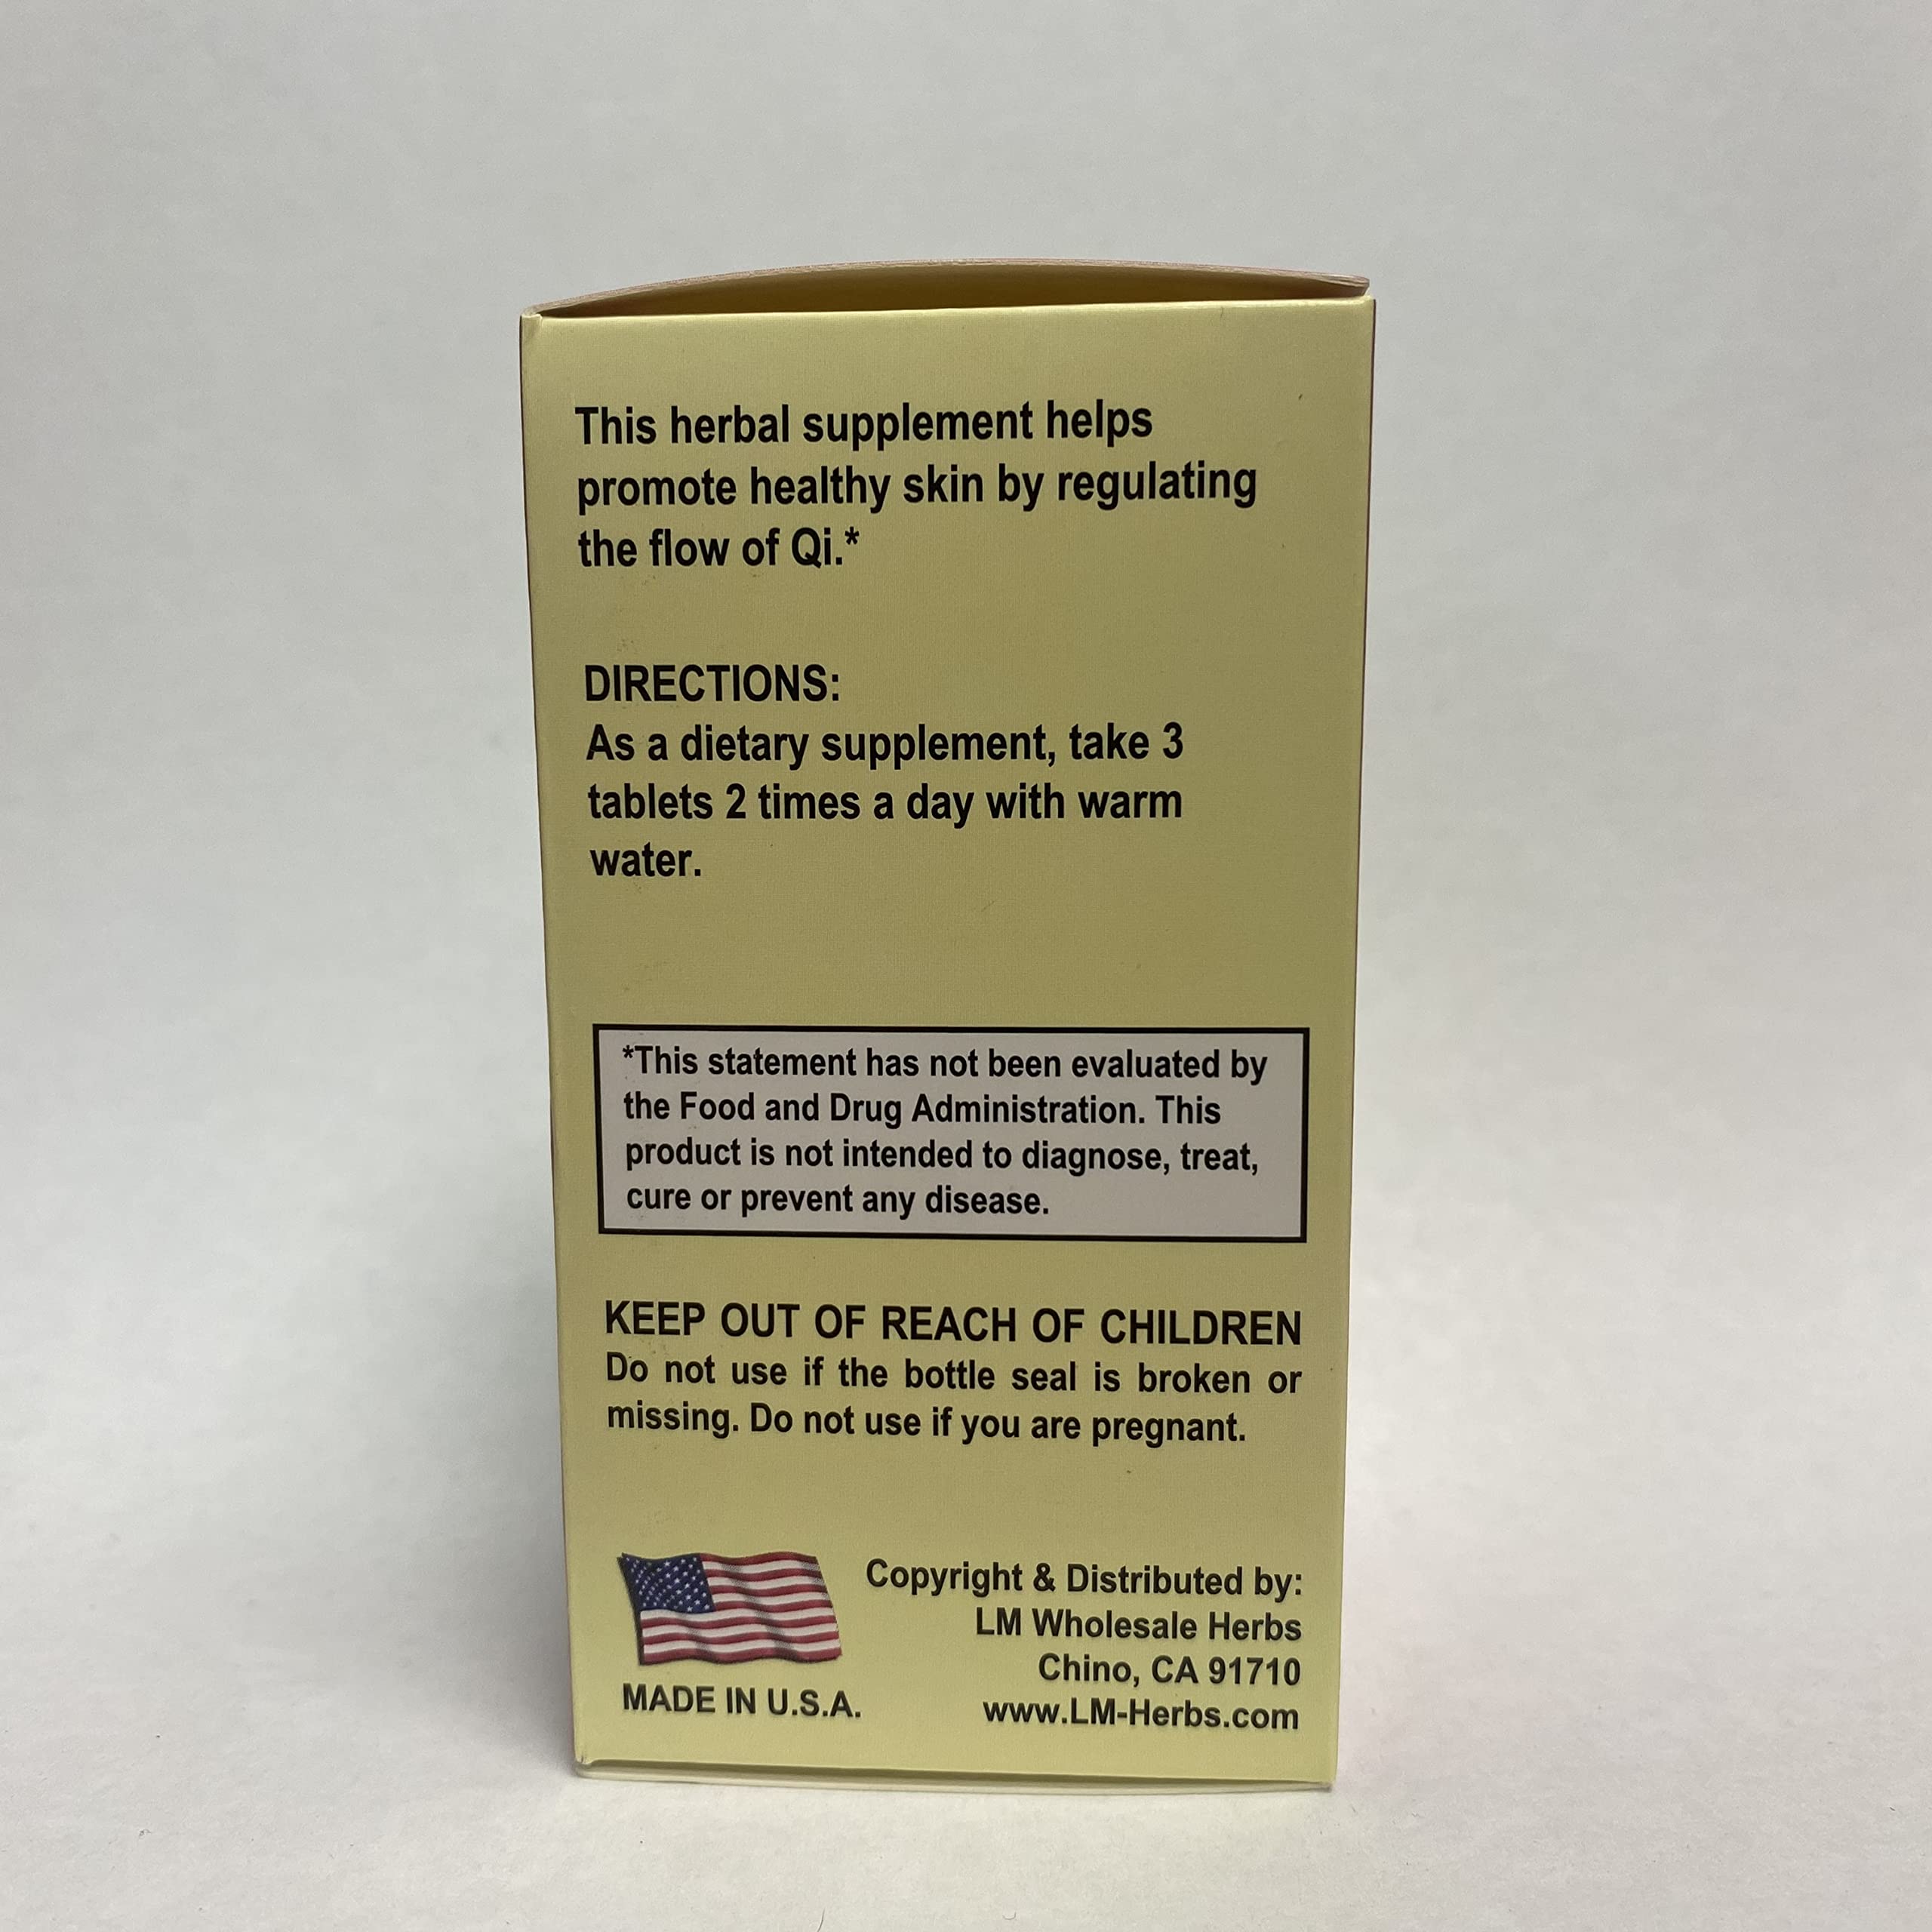 This herbal supplement helps
promote healthy skin by regulating
the flow of Qi.*
DIRECTIONS:
As a dietary supplement, take 3
tablets 2 times a day with warm
water.
*This statement has not been evaluated by
the Food and Drug Administration. This
product is not intended to diagnose, treat,
cure or prevent any disease.
KEEP OUT OF REACH OF CHILDREN
Do not use if the bottle seal is broken or
missing. Do not use if you are pregnant.
MADE IN U.S.A.
Copyright & Distributed by:
LM Wholesale Herbs
Chino, CA 91710
www.LM-Herbs.com